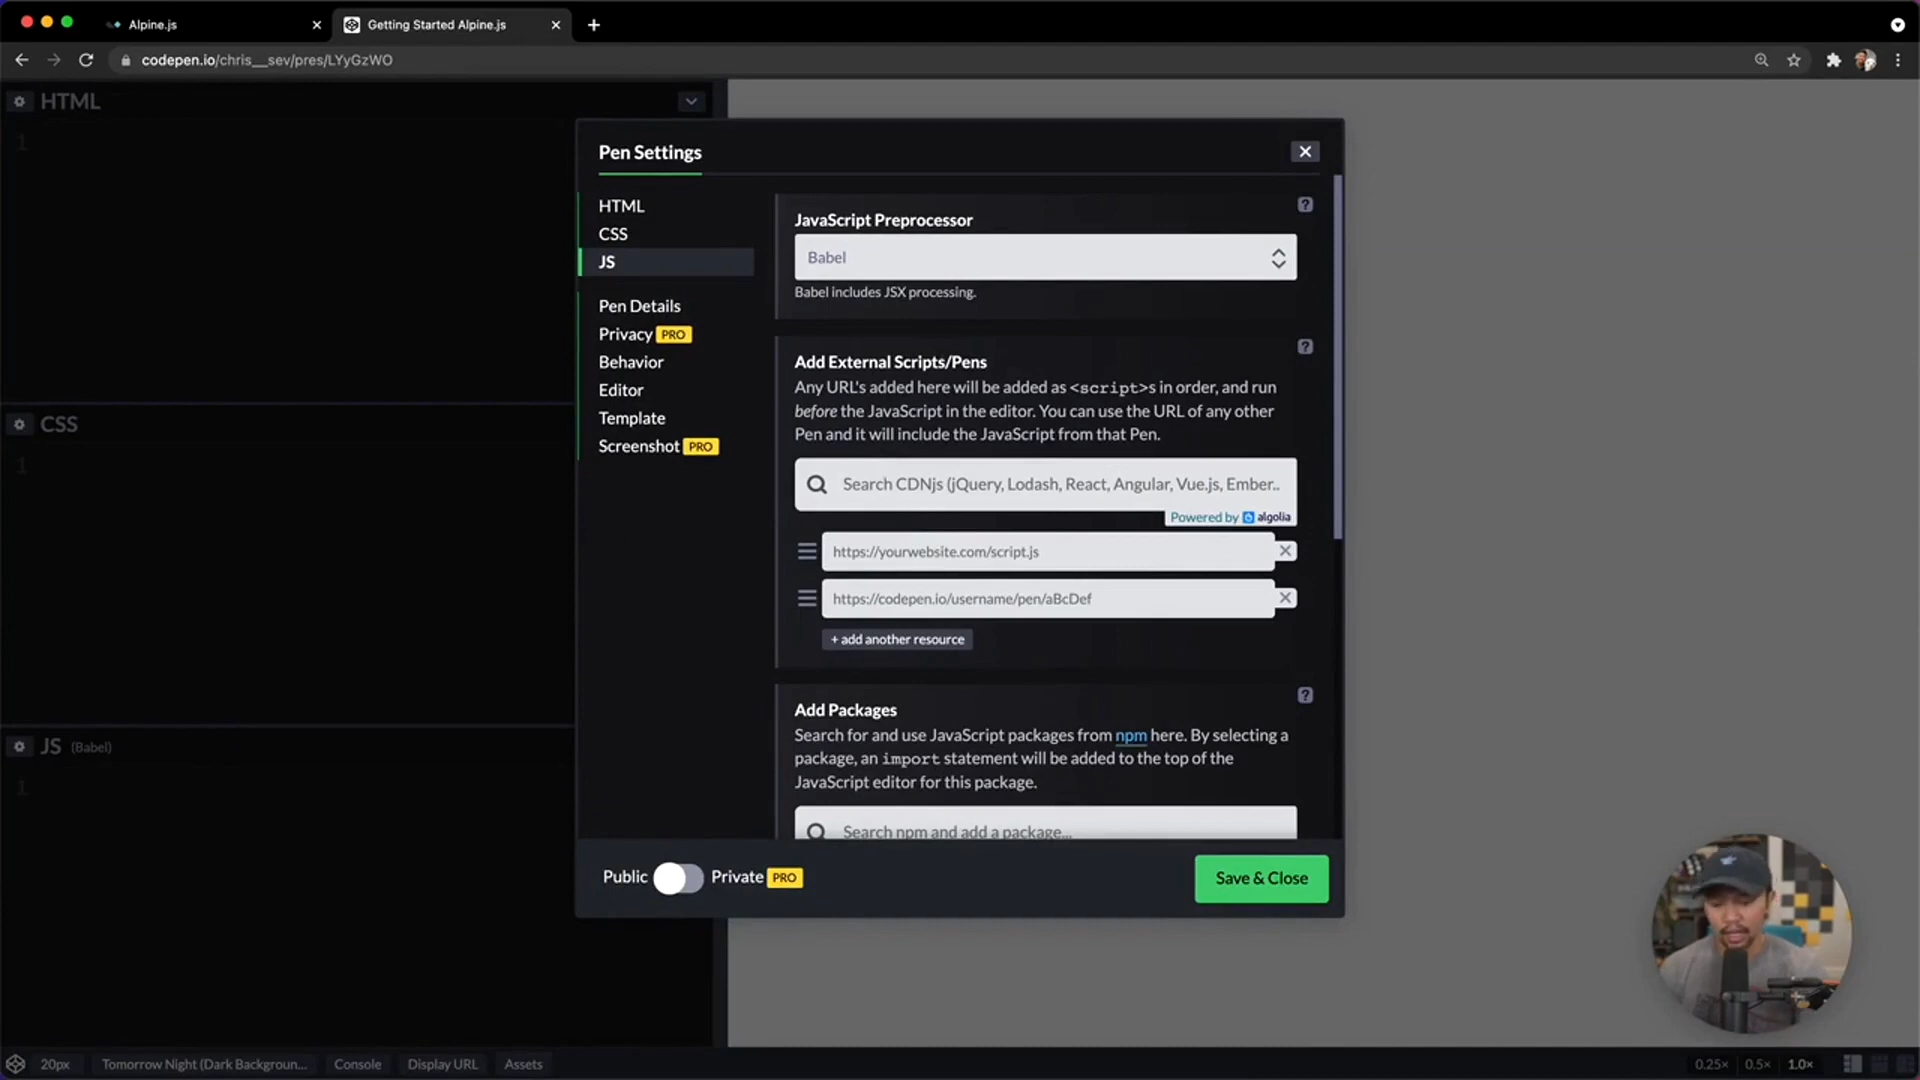 Alpine.js
Getting Started Alpine.js
codepen.io/chris__sev/pres/LYyGzWO
HTML
1
Pen Settings
HTML
CSS
JS
Pen Details
Privacy PRO
Behavior
Editor
Template
Screenshot PRO
JavaScript Preprocessor
?
Babel
Babel includes JSX processing.
Add External Scripts/Pens
?
Any URL's added here will be added as <script>s in order, and run
before the JavaScript in the editor. You can use the URL of any other
Pen and it will include the JavaScript from that Pen.
Search CDNjs (jQuery, Lodash, React, Angular, Vue.js, Ember..
Powered by algolia
https://yourwebsite.com/script.js
https://codepen.io/username/pen/aBcDef
+ add another resource
Add Packages
?
Search for and use JavaScript packages from npm here. By selecting a
package, an import statement will be added to the top of the
JavaScript editor for this package.
Search npm and add a package...
Public
Private PRO
Save & Close
CSS
1
JS (Babel)
1
20px
Tomorrow Night (Dark Backgroun...
Console
Display URL
Assets
0.25×
0.5×
1.0×